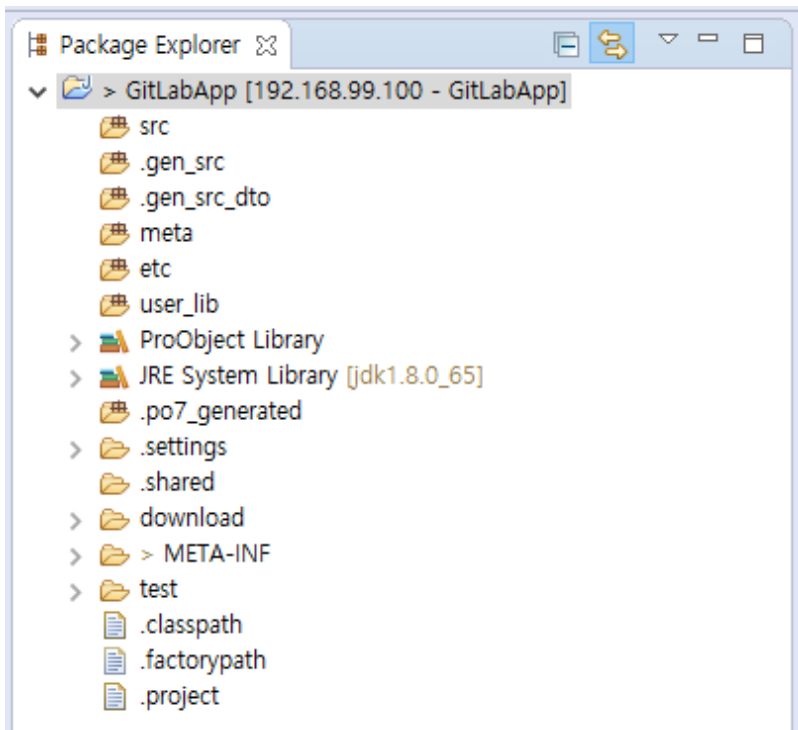 Package Explorer
> GitLabApp [192.168.99.100 - GitLabApp]
src
.gen_src
.gen_src_dto
meta
etc
user_lib
ProObject Library
JRE System Library [jdk1.8.0_65]
.po7_generated
.settings
.shared
download
> META-INF
test
.classpath
.factorypath
.project